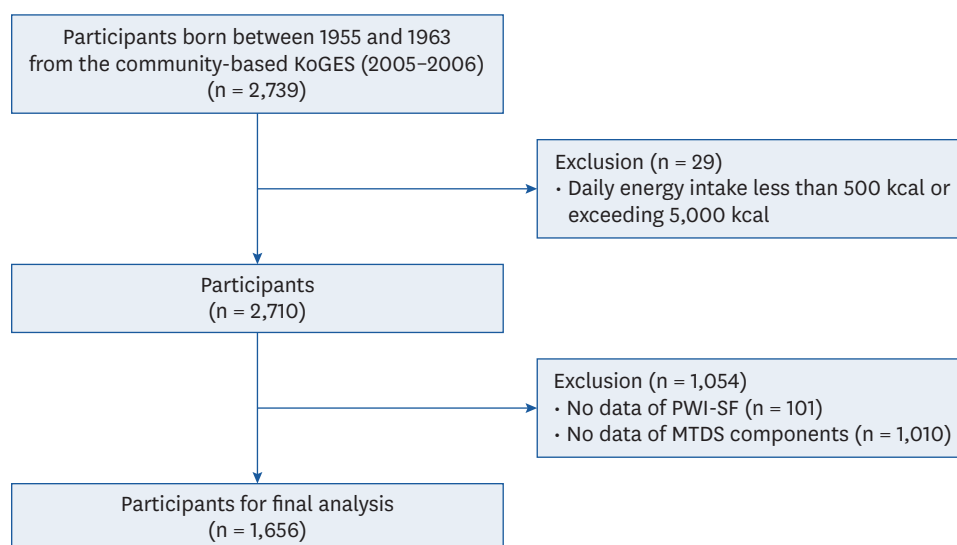 Participants born between 1955 and 1963
from the community-based KoGES (2005–2006)
(n = 2,739)
Exclusion (n = 29)
· Daily energy intake less than 500 kcal or
exceeding 5,000 kcal
Participants
(n = 2,710)
Exclusion (n = 1,054)
· No data of PWI-SF (n = 101)
· No data of MTDS components (n = 1,010)
Participants for final analysis
(n = 1,656)